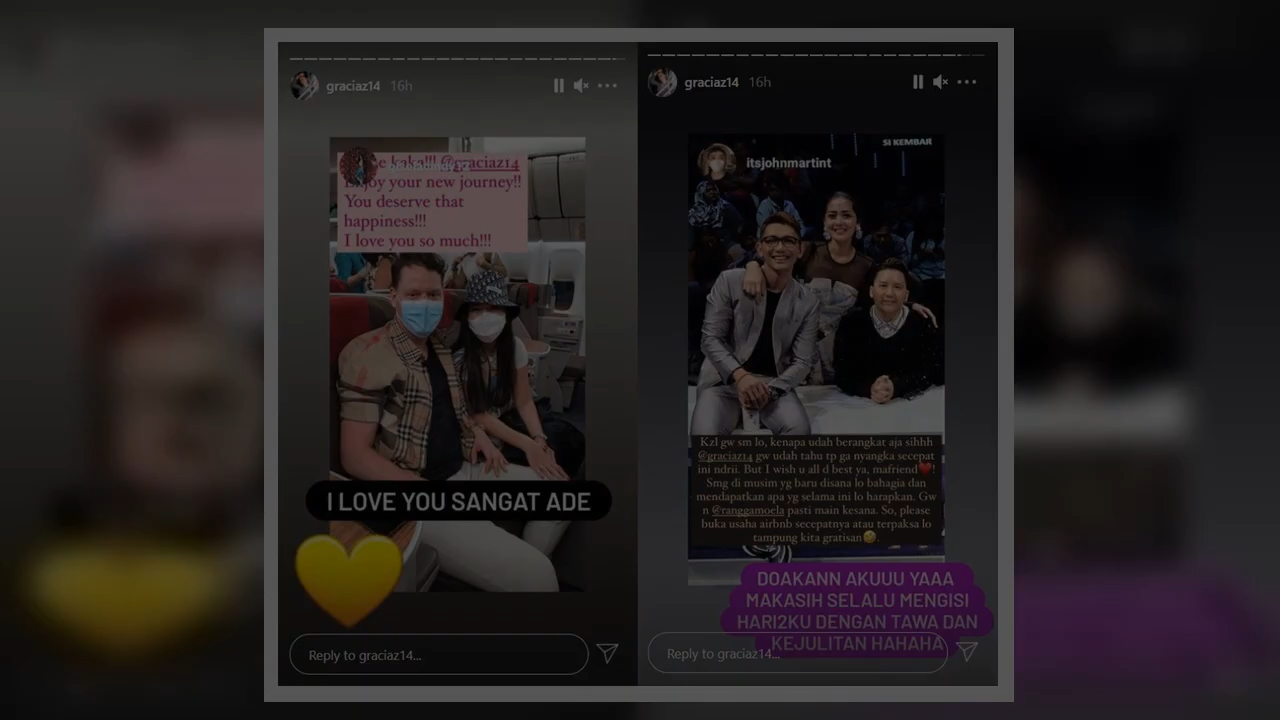 graciaz14 16h
kaka!!! @graciaz14
Enjoy your new journey!!
You deserve that
happiness!!!
I love you so much!!!
I LOVE YOU SANGAT ADE
Reply to graciaz14...
graciaz14 16h
SI KEMBAR
itsjohnmartint
Kzl gw sm lo, kenapa udah berangkat aja sihhh
@graciaz14 gw udah tahu tp ga nyangka secepat
ini ndrii. But I wish u all d best ya, mafriend❤️!
Smg di musim yg baru disana lo bahagia dan
mendapatkan apa yg selama ini lo harapkan. Gw
n @ranggamoela pasti main kesana. So, please
buka usaha airbnb secepatnya atau terpaksa lo
tampung kita gratisan🤣.
DOAKANN AKUUU YAAA
MAKASIH SELALU MENGISI
HARI2KU DENGAN TAWA DAN
KEJULITAN HAHAHA
Reply to graciaz14...